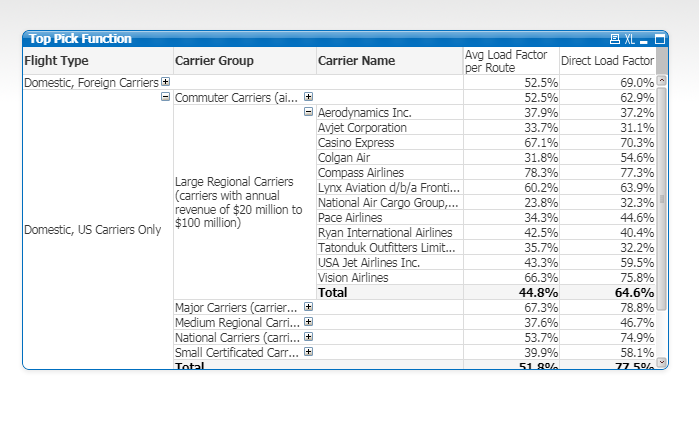 Top Pick Function XL
Flight Type Carrier Group Carrier Name Avg Load Factor per Route Direct Load Factor
Domestic, Foreign Carriers 52.5% 69.0%
Commuter Carriers (ai... 52.5% 62.9%
Domestic, US Carriers Only
Large Regional Carriers
(carriers with annual
revenue of $20 million to
$100 million)
Aerodynamics Inc. 37.9% 37.2%
Avjet Corporation 33.7% 31.1%
Casino Express 67.1% 70.3%
Colgan Air 31.8% 54.6%
Compass Airlines 78.3% 77.3%
Lynx Aviation d/b/a Fronti... 60.2% 63.9%
National Air Cargo Group,... 23.8% 32.3%
Pace Airlines 34.3% 44.6%
Ryan International Airlines 42.5% 40.4%
Tatonduk Outfitters Limit... 35.7% 32.2%
USA Jet Airlines Inc. 43.3% 59.5%
Vision Airlines 66.3% 75.8%
Total 44.8% 64.6%
Major Carriers (carrier... 67.3% 78.8%
Medium Regional Carri... 37.6% 46.7%
National Carriers (carri... 53.7% 74.9%
Small Certificated Carr... 39.9% 58.1%
Total 51.8% 77.5%